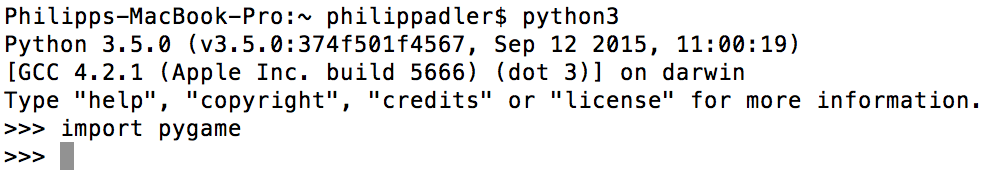 Philipps-MacBook-Pro:~ philippadler$ python3
Python 3.5.0 (v3.5.0:374f501f4567, Sep 12 2015, 11:00:19)
[GCC 4.2.1 (Apple Inc. build 5666) (dot 3)] on darwin
Type "help", "copyright", "credits" or "license" for more information.
>>> import pygame
>>>